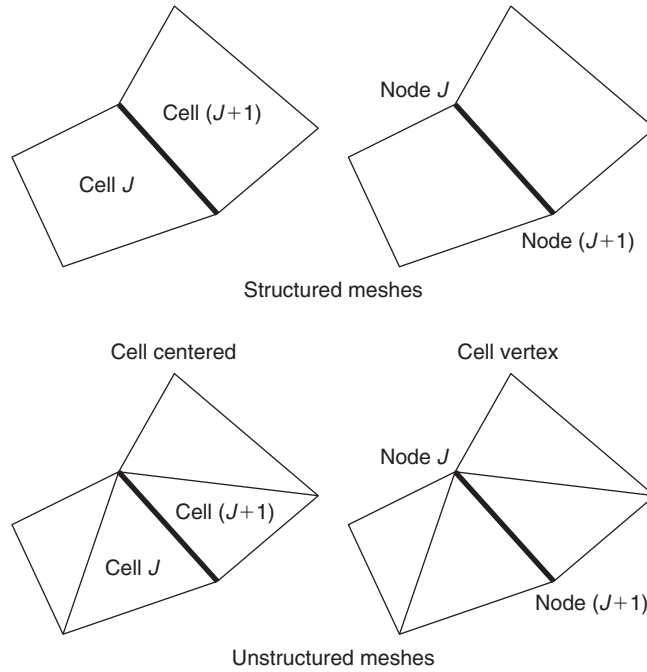 Node J
Cell (J+1)
Cell J
Node (J+1)
Structured meshes
Cell centered
Cell vertex
Node J
Cell (J+1)
Cell J
Node (J+1)
Unstructured meshes